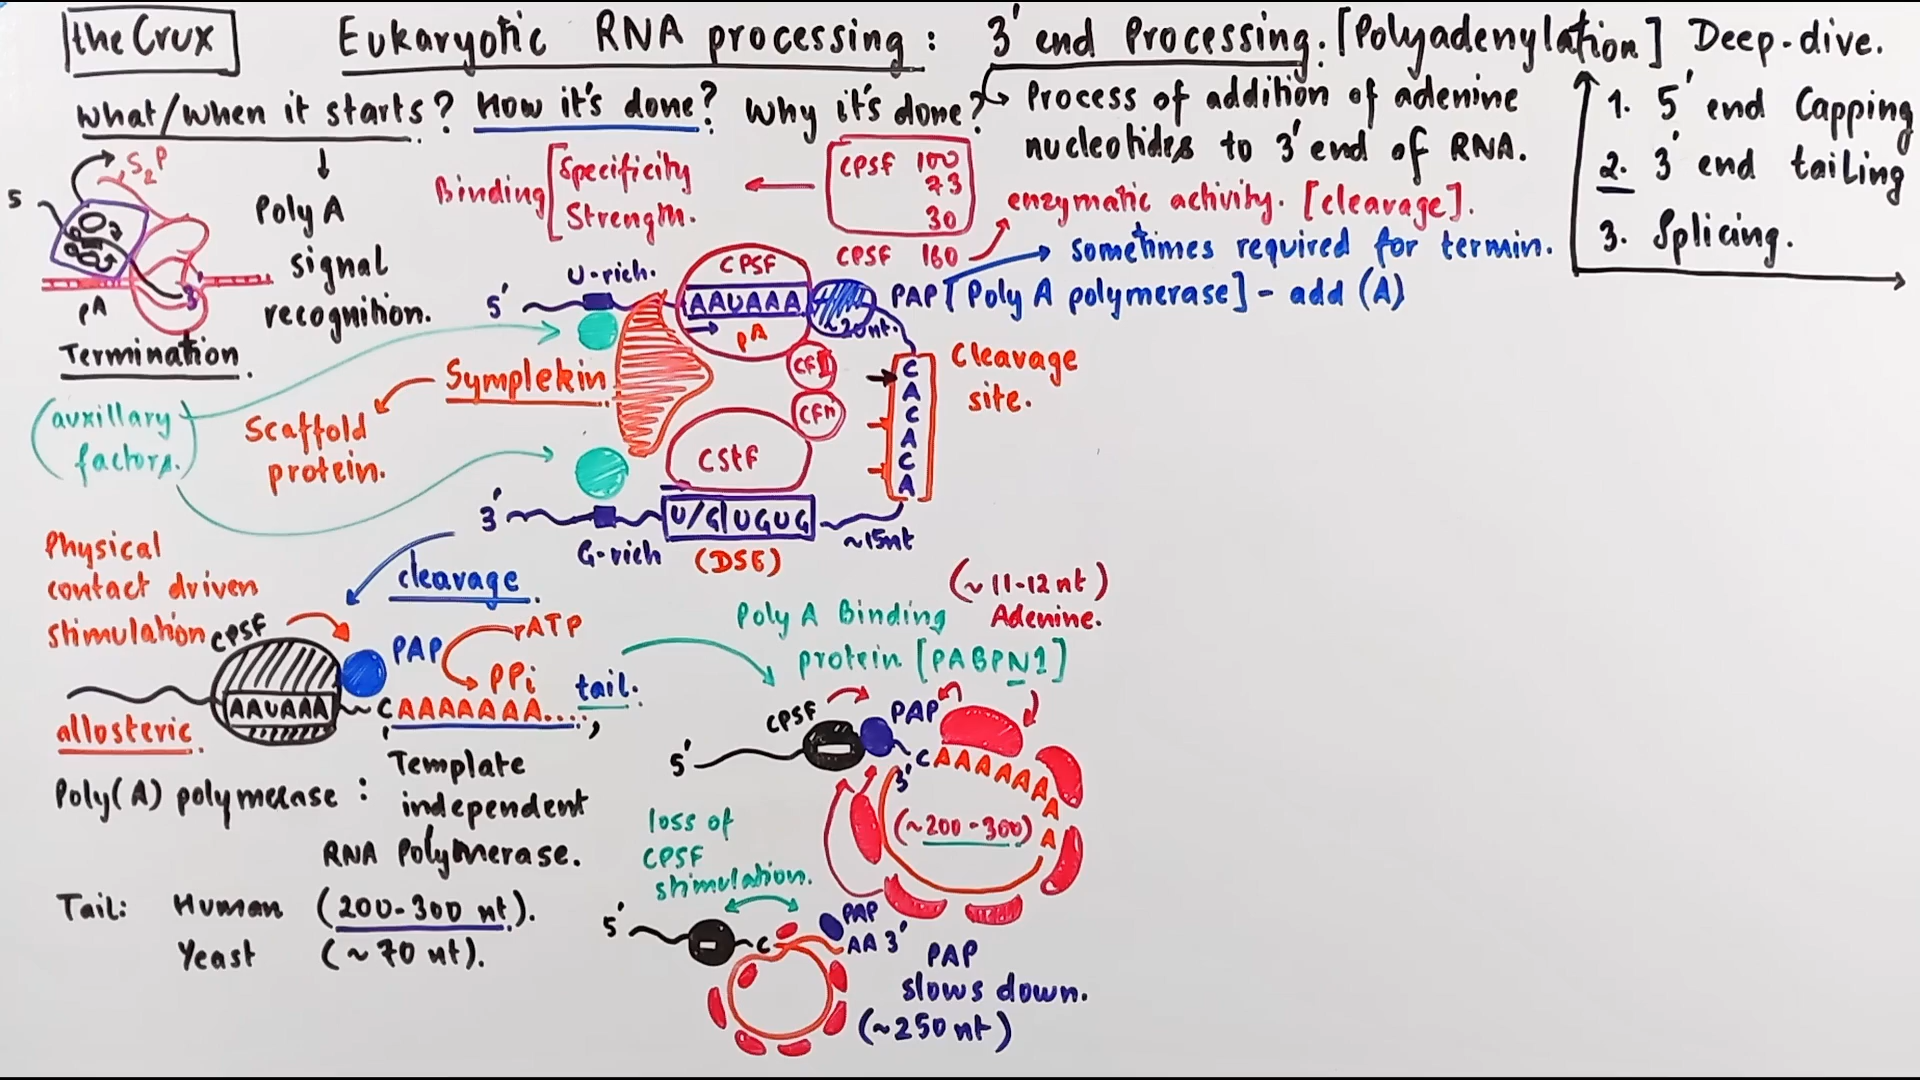 the Crux
Eukaryotic RNA processing: 3' end Processing. [Polyadenylation] Deep-dive.
What/when it starts? How it's done? Why it's done?
Process of addition of adenine
nucleotides to 3' end of RNA.
1. 5' end Capping
2. 3' end tailing
3. Splicing.
S2P
5
pA
Termination.
Poly A
signal
recognition.
Binding
Specificity
Strength.
CPSF 100
73
30
CPSF 160
enzymatic activity. [cleavage].
sometimes required for termin.
PAP [Poly A polymerase] - add (A)
U-rich.
5'
CPSF
AAUAAA
pA
~20nt.
CFII
CFII
CstF
Symplekin
Scaffold
protein.
(auxillary
factors.)
C
A
C
A
C
A
Cleavage
site.
3'
G-rich
U/G|UGUG
(DSE)
~15nt
cleavage.
Physical
contact driven
stimulation
CPSF
PAP
rATP
PPi
AAUAAA
CAAAAAAA....,
tail.
allosteric.
Poly(A) polymerase: Template
independent
RNA Polymerase.
Tail: Human (200-300 nt).
Yeast (~70 nt).
(~11-12 nt)
Adenine.
Poly A Binding
protein [PABPN1]
CPSF
PAP
5'
3'
CAAAAAAAA
(~200-300)
loss of
CPSF
stimulation.
5'
C
PAP
AA 3'
PAP
slows down.
(~250 nt)